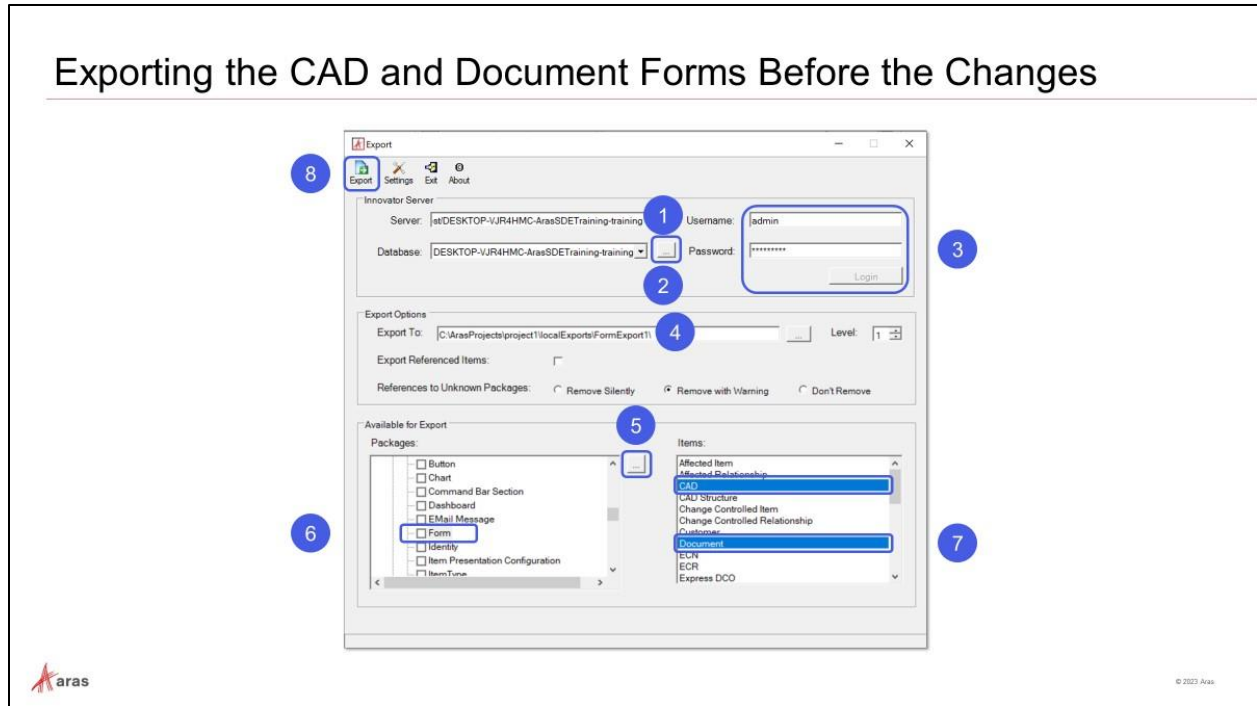 Exporting the CAD and Document Forms Before the Changes
Export
8
Export Settings Exit About
Innovator Server
Server: st/DESKTOP-VJR4HMC-ArasSDETraining-training
1
Username: admin
Database: DESKTOP-VJR4HMC-ArasSDETraining-training
...
Password: *********
3
2
Login
Export Options
Export To: C:\ArasProjects\project1\localExports\FormExport1\
4
...
Level: 1
Export Referenced Items:
References to Unknown Packages: Remove Silently Remove with Warning Don't Remove
Available for Export
5
Packages:
Items:
...
Button
Chart
Command Bar Section
Dashboard
EMail Message
6
Form
Identity
Item Presentation Configuration
ItemType
Affected Item
Affected Relationship
CAD
CAD Structure
Change Controlled Item
Change Controlled Relationship
Customer
Document
7
ECN
ECR
Express DCO
aras
© 2023 Aras